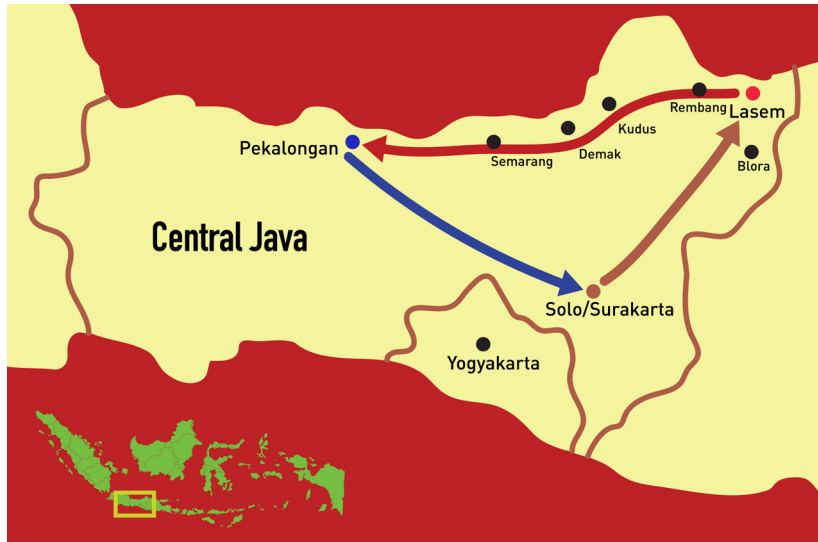 Rembang
Lasem
Kudus
Pekalongan
Semarang
Demak
Blora
Central Java
Solo/Surakarta
Yogyakarta